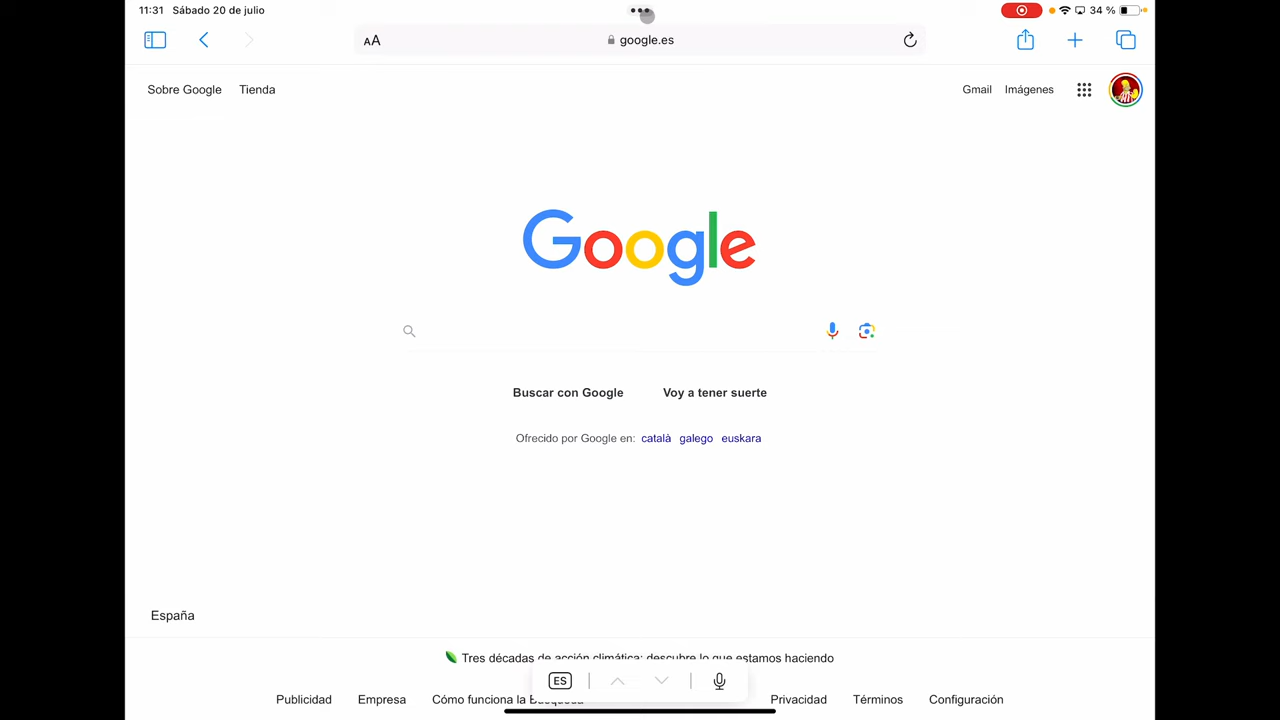 11:31 Sábado 20 de julio
34 %
AA google.es
Sobre Google Tienda
Gmail Imágenes
Google
Buscar con Google Voy a tener suerte
Ofrecido por Google en: català galego euskara
España
Tres décadas de acción climática: descubre lo que estamos haciendo
ES
Publicidad Empresa Cómo funciona la Búsqueda Privacidad Términos Configuración